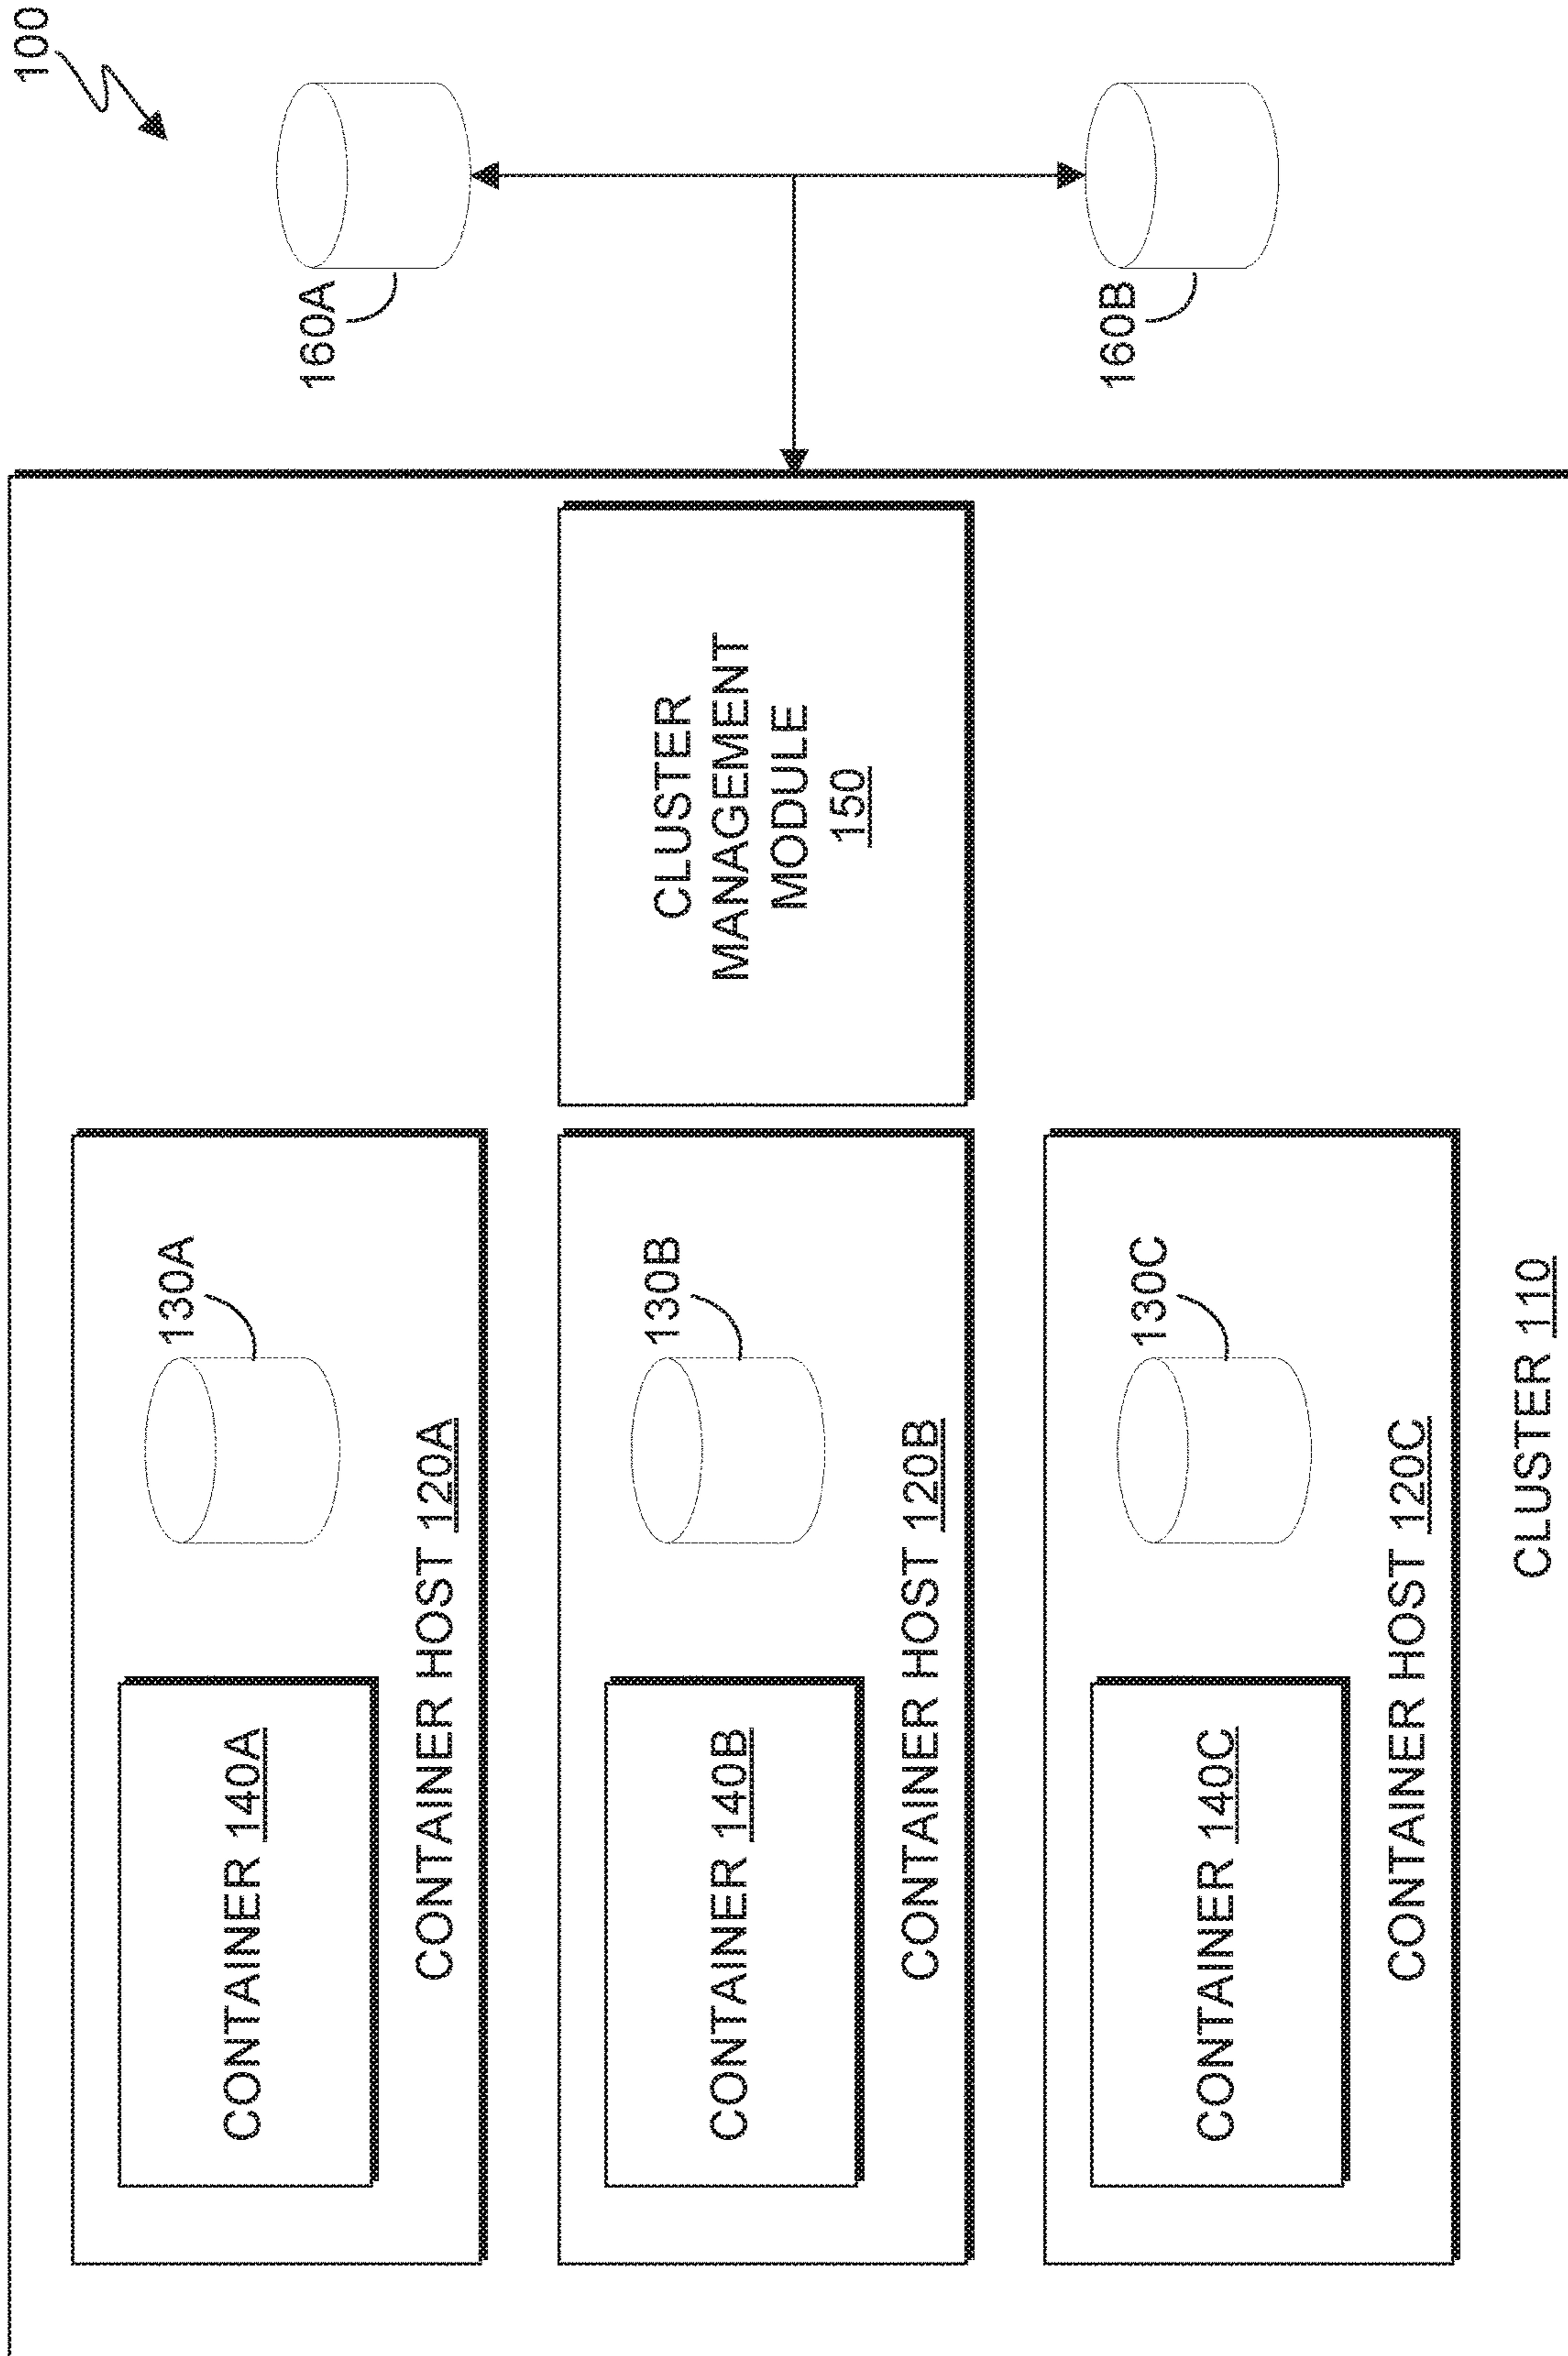 100
CONTAINER 140A
130A
CONTAINER HOST 120A
160A
CONTAINER 140B
130B
CONTAINER HOST 120B
CLUSTER
MANAGEMENT
MODULE
150
CONTAINER 140C
130C
CONTAINER HOST 120C
160B
CLUSTER 110